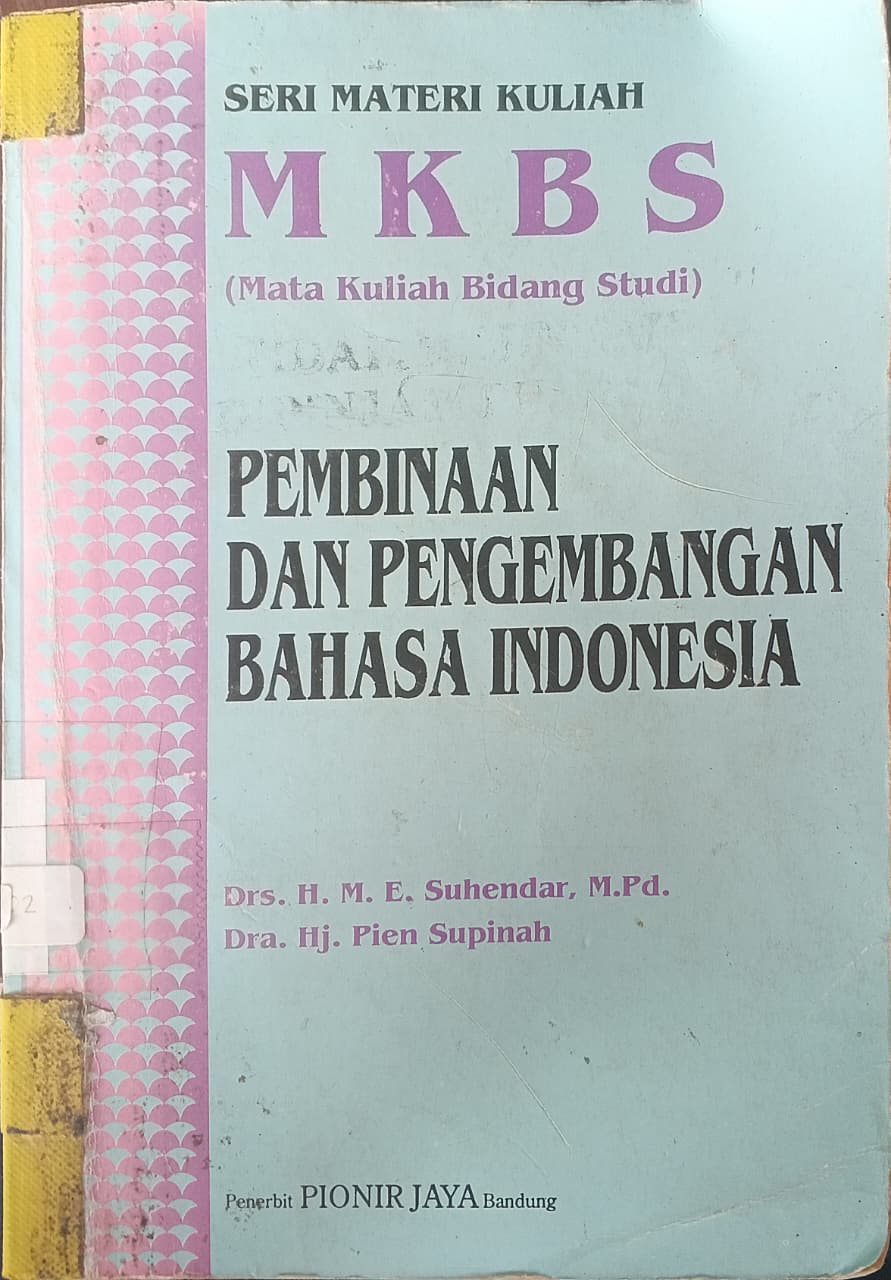 SERI MATERI KULIAH
M K B S
(Mata Kuliah Bidang Studi)
PEMBINAAN
DAN PENGEMBANGAN
BAHASA INDONESIA
Drs. H. M. E. Suhendar, M.Pd.
Dra. Hj. Pien Supinah
2
Penerbit PIONIR JAYA Bandung